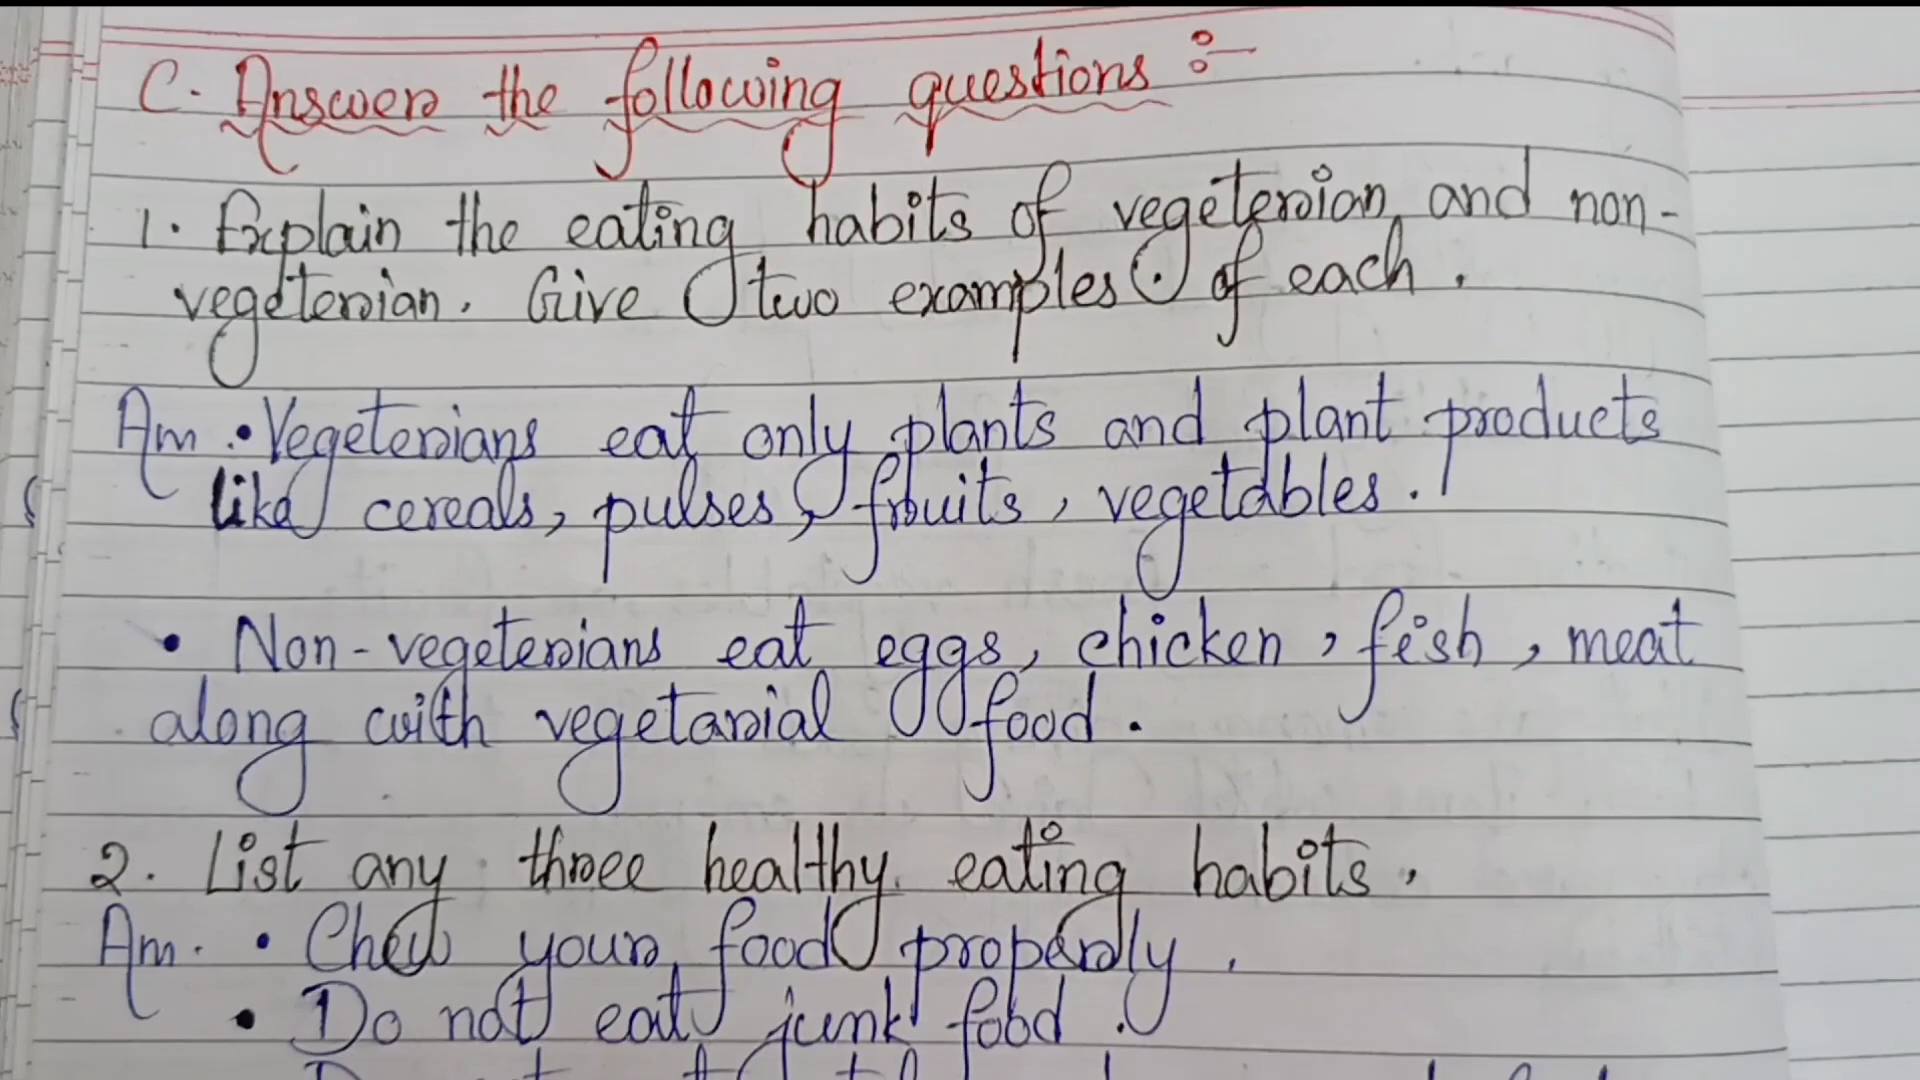 C. Answer the following questions :-
1. Explain the eating habits of vegeterian and non-
vegeterian. Give two examples of each.
Ans. • Vegeterians eat only plants and plant products
like cereals, pulses, fruits, vegetables.
• Non-vegeterians eat eggs, chicken, fish, meat
along with vegetarial food.
2. List any three healthy eating habits.
Ans. • Chew your food properly.
• Do not eat junk food.